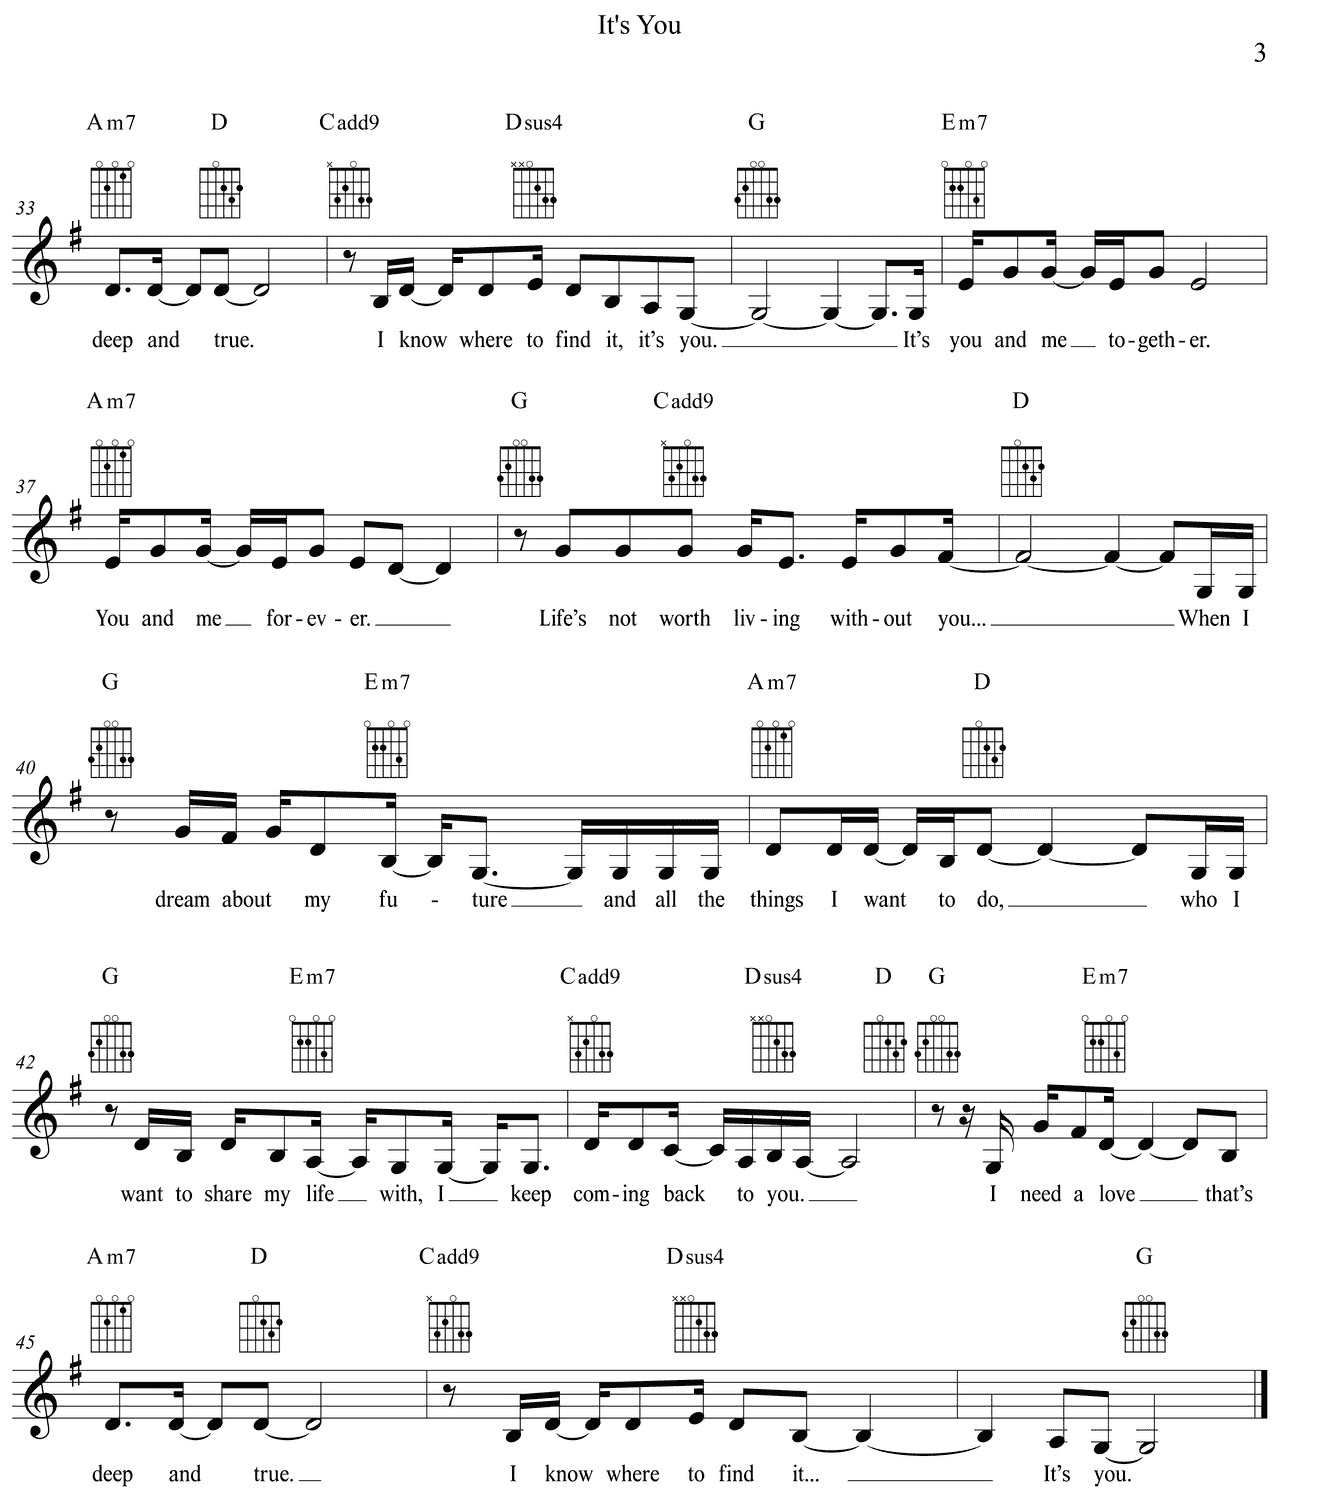 It's You
3
Am7 D Cadd9 Dsus4 G Em7
33
deep and true. I know where to find it, it's you. It's you and me to-geth-er.
Am7 G Cadd9 D
37
You and me for-ev-er. Life's not worth liv-ing with-out you... When I
G Em7 Am7 D
40
dream about my fu-ture and all the things I want to do, who I
G Em7 Cadd9 Dsus4 D G Em7
42
want to share my life with, I keep com-ing back to you. I need a love that's
Am7 D Cadd9 Dsus4 G
45
deep and true. I know where to find it... It's you.